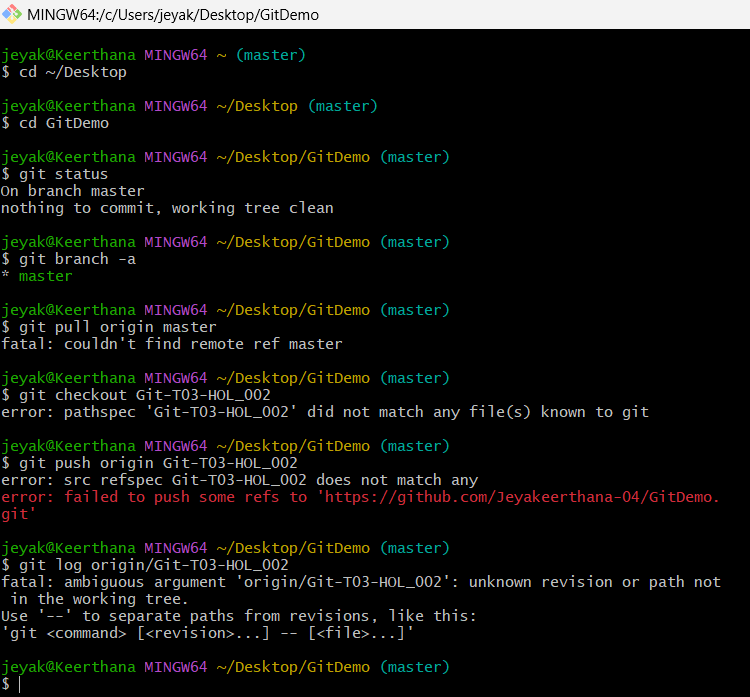 MINGW64:/c/Users/jeyak/Desktop/GitDemo
jeyak@Keerthana MINGW64 ~ (master)
$ cd ~/Desktop
jeyak@Keerthana MINGW64 ~/Desktop (master)
$ cd GitDemo
jeyak@Keerthana MINGW64 ~/Desktop/GitDemo (master)
$ git status
On branch master
nothing to commit, working tree clean
jeyak@Keerthana MINGW64 ~/Desktop/GitDemo (master)
$ git branch -a
* master
jeyak@Keerthana MINGW64 ~/Desktop/GitDemo (master)
$ git pull origin master
fatal: couldn't find remote ref master
jeyak@Keerthana MINGW64 ~/Desktop/GitDemo (master)
$ git checkout Git-T03-HOL_002
error: pathspec 'Git-T03-HOL_002' did not match any file(s) known to git
jeyak@Keerthana MINGW64 ~/Desktop/GitDemo (master)
$ git push origin Git-T03-HOL_002
error: src refspec Git-T03-HOL_002 does not match any
error: failed to push some refs to 'https://github.com/Jeyakeerthana-04/GitDemo.
git'
jeyak@Keerthana MINGW64 ~/Desktop/GitDemo (master)
$ git log origin/Git-T03-HOL_002
fatal: ambiguous argument 'origin/Git-T03-HOL_002': unknown revision or path not
in the working tree.
Use '--' to separate paths from revisions, like this:
'git <command> [<revision>...] -- [<file>...]'
jeyak@Keerthana MINGW64 ~/Desktop/GitDemo (master)
$